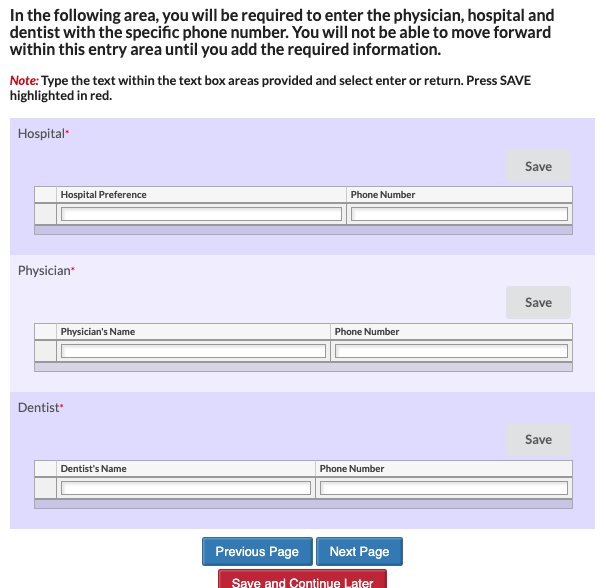 In the following area, you will be required to enter the physician, hospital and
dentist with the specific phone number. You will not be able to move forward
within this entry area until you add the required information.
Note: Type the text within the text box areas provided and select enter or return. Press SAVE
highlighted in red.
Hospital*
Save
Hospital Preference Phone Number
Physician*
Save
Physician's Name Phone Number
Dentist*
Save
Dentist's Name Phone Number
Previous Page Next Page
Save and Continue Later